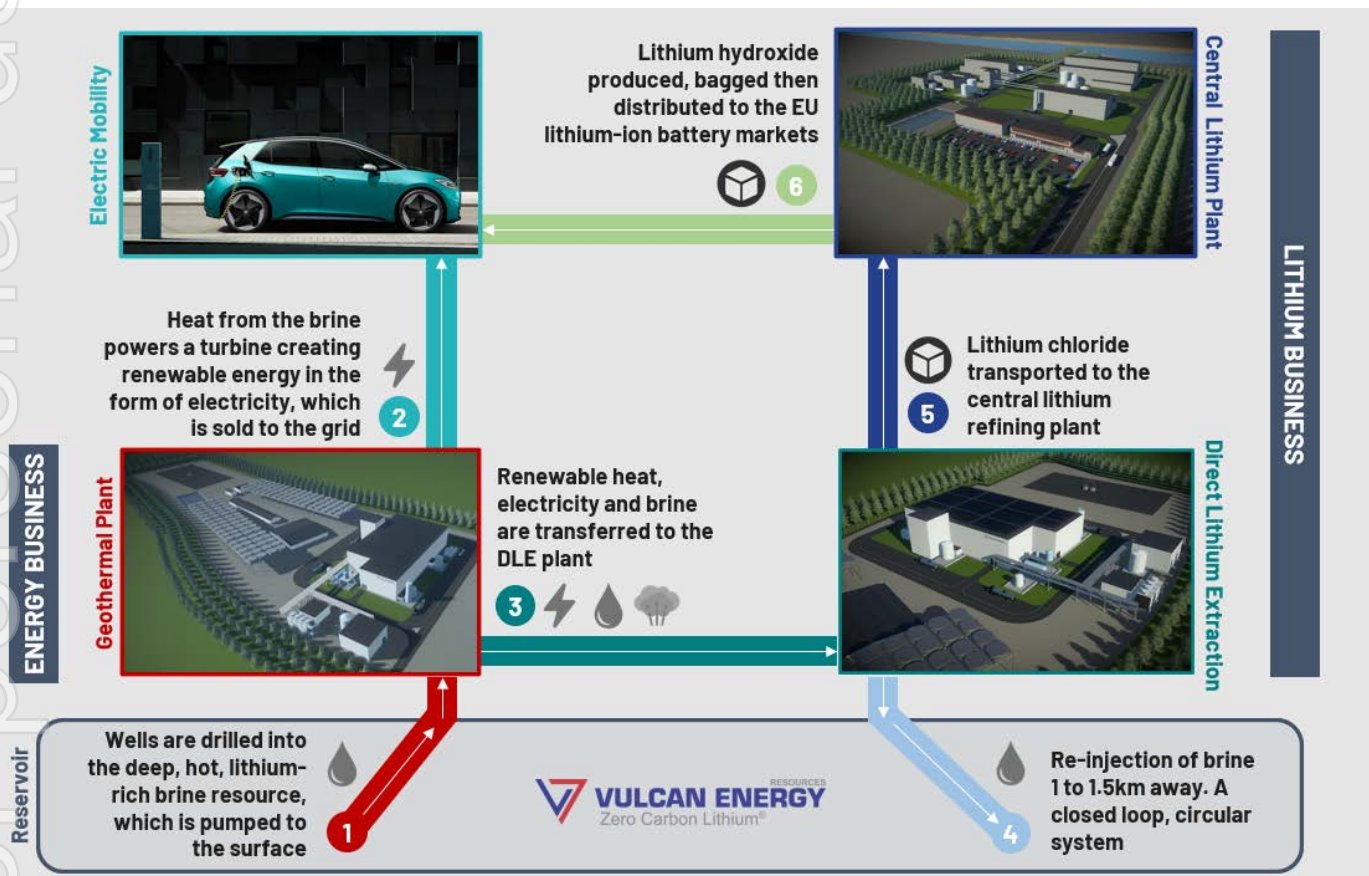 Electric Mobility
Lithium hydroxide
produced, bagged then
distributed to the EU
lithium-ion battery markets
6
Central Lithium Plant
LITHIUM BUSINESS
Heat from the brine
powers a turbine creating
renewable energy in the
form of electricity, which
is sold to the grid
2
Lithium chloride
transported to the
central lithium
refining plant
5
ENERGY BUSINESS
Geothermal Plant
Renewable heat,
electricity and brine
are transferred to the
DLE plant
3
Direct Lithium Extraction
Reservoir
Wells are drilled into
the deep, hot, lithium-
rich brine resource,
which is pumped to
the surface
1
VULCAN ENERGY
RESOURCES
Zero Carbon Lithium®
Re-injection of brine
1 to 1.5km away. A
closed loop, circular
system
4